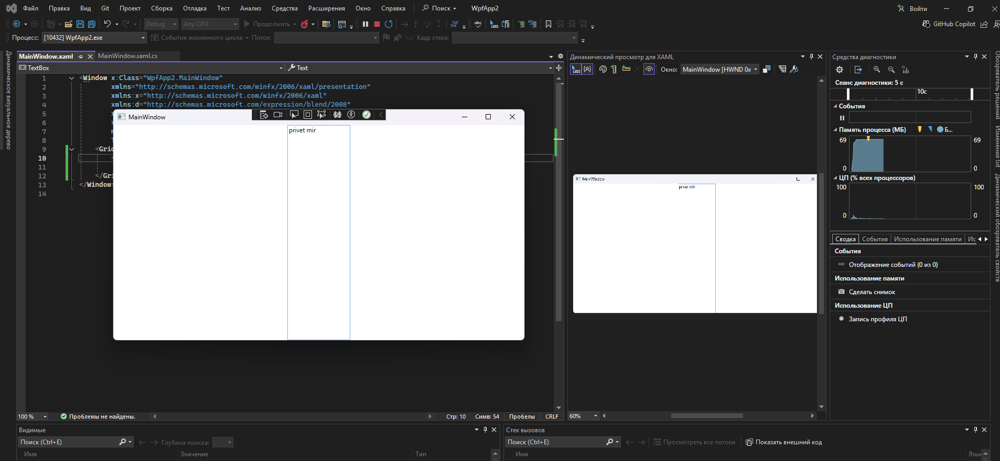 Файл Правка Вид Git Проект Сборка Отладка Тест Анализ Средства Расширения Окно Справка Поиск WpfApp2 Войти
Debug Any CPU Продолжить GitHub Copilot
Процесс: [10432] WpfApp2.exe События жизненного цикла Поток: Кадр стека:
Динамическое визуальное дерево
MainWindow.xaml MainWindow.xaml.cs
TextBox Text
1 <Window x:Class="WpfApp2.MainWindow"
2 xmlns="http://schemas.microsoft.com/winfx/2006/xaml/presentation"
3 xmlns:x="http://schemas.microsoft.com/winfx/2006/xaml"
4 xmlns:d="http://schemas.microsoft.com/expression/blend/2008"
5
6
7
8
9 <Grid
10 <
11
12 </Gri
13 </Window>
14
MainWindow
privet mir
100 % Проблемы не найдены. Стр: 10 Симв: 54 Пробелы CRLF
Динамический просмотр для XAML
Окно: MainWindow [HWND 0x
MainWindow
privet mir
60%
Средства диагностики
Сеанс диагностики: 5 с
10с
События
Память процесса (МБ) Б...
69 69
0 0
ЦП (% всех процессоров)
100 100
0 0
Сводка События Использование памяти Ис
События
Отображение событий (0 из 0)
Использование памяти
Сделать снимок
Использование ЦП
Запись профиля ЦП
Обозреватель решений
Изменения Git
Динамический обозреватель свойств
Видимые
Поиск (Ctrl+E) Глубина поиска:
Имя Значение Тип
Стек вызовов
Поиск (Ctrl+E) Просмотреть все потоки Показать внешний код
Имя Язык